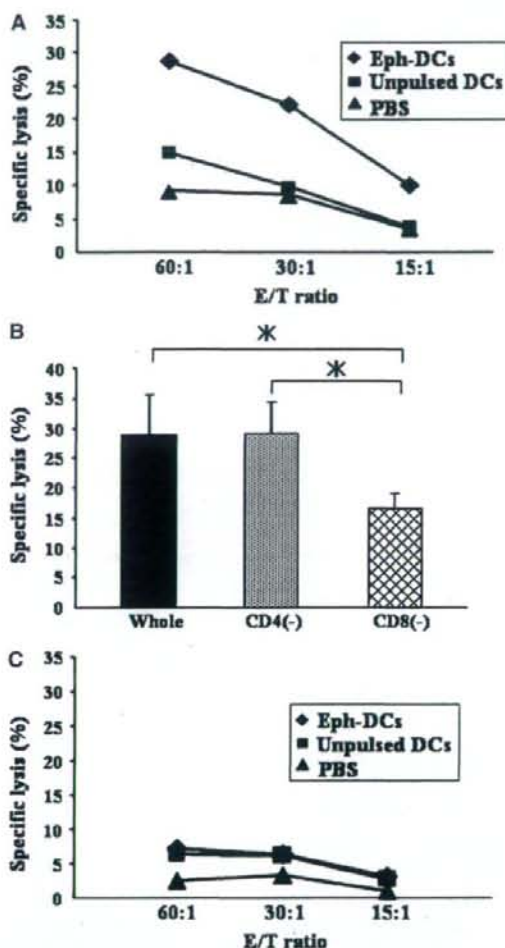 A
Specific lysis (%)
35
30
25
20
15
10
5
0
Eph-DCs
Unpulsed DCs
PBS
60:1 30:1 15:1
E/T ratio
B
Specific lysis (%)
40
35
30
25
20
15
10
5
0
*
*
Whole CD4(-) CD8(-)
C
Specific lysis (%)
35
30
25
20
15
10
5
0
Eph-DCs
Unpulsed DCs
PBS
60:1 30:1 15:1
E/T ratio